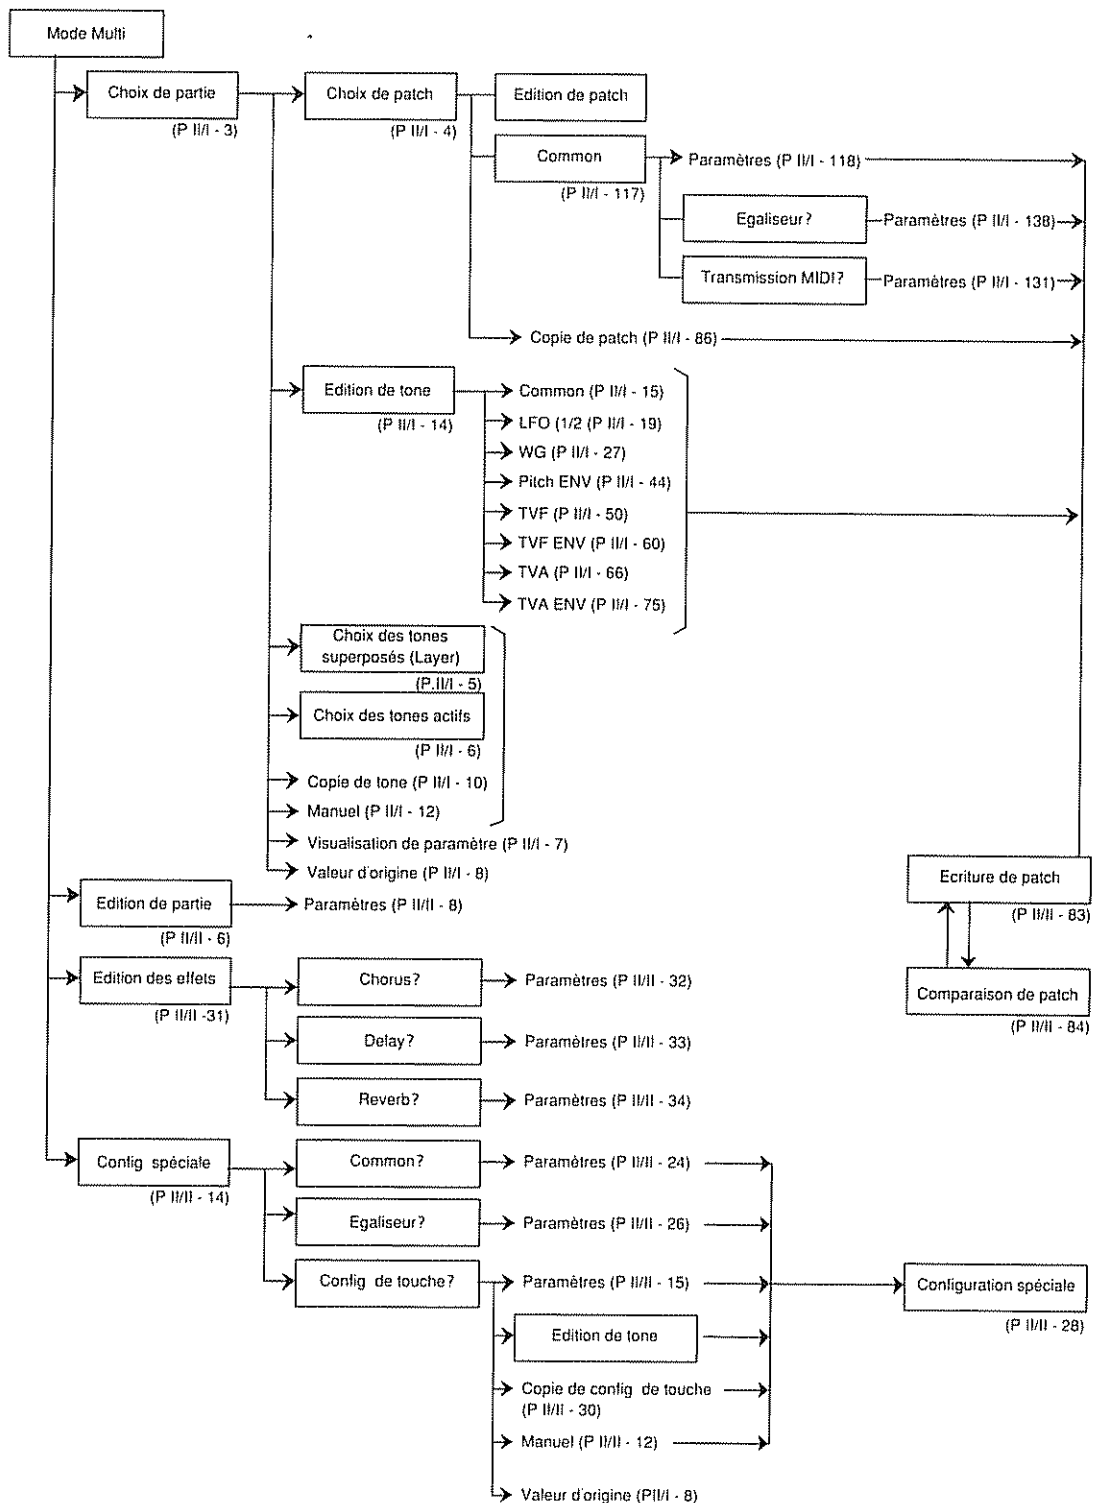 Mode Multi
Choix de partie
(P II/I - 3)
Choix de patch
(P II/I - 4)
Edition de patch
Common
(P II/I - 117)
Paramètres (P II/I - 118)
Egaliseur?
Paramètres (P II/I - 138)
Transmission MIDI?
Paramètres (P II/I - 131)
Copie de patch (P II/I - 86)
Edition de tone
(P II/I - 14)
Common (P II/I - 15)
LFO (1/2 (P II/I - 19)
WG (P II/I - 27)
Pitch ENV (P II/I - 44)
TVF (P II/I - 50)
TVF ENV (P II/I - 60)
TVA (P II/I - 66)
TVA ENV (P II/I - 75)
Choix des tones
superposés (Layer)
(P.II/I - 5)
Choix des tones actifs
(P II/I - 6)
Copie de tone (P II/I - 10)
Manuel (P II/I - 12)
Visualisation de paramètre (P II/I - 7)
Valeur d'origine (P II/I - 8)
Ecriture de patch
(P II/II - 83)
Comparaison de patch
(P II/II - 84)
Edition de partie
(P II/II - 6)
Paramètres (P II/II - 8)
Edition des effets
(P II/II -31)
Chorus?
Paramètres (P II/II - 32)
Delay?
Paramètres (P II/II - 33)
Reverb?
Paramètres (P II/II - 34)
Config spéciale
(P II/II - 14)
Common?
Paramètres (P II/II - 24)
Egaliseur?
Paramètres (P II/II - 26)
Config de touche?
Paramètres (P II/II - 15)
Configuration spéciale
(P II/II - 28)
Edition de tone
Copie de config de touche
(P II/II - 30)
Manuel (P II/II - 12)
Valeur d'origine (PII/I - 8)